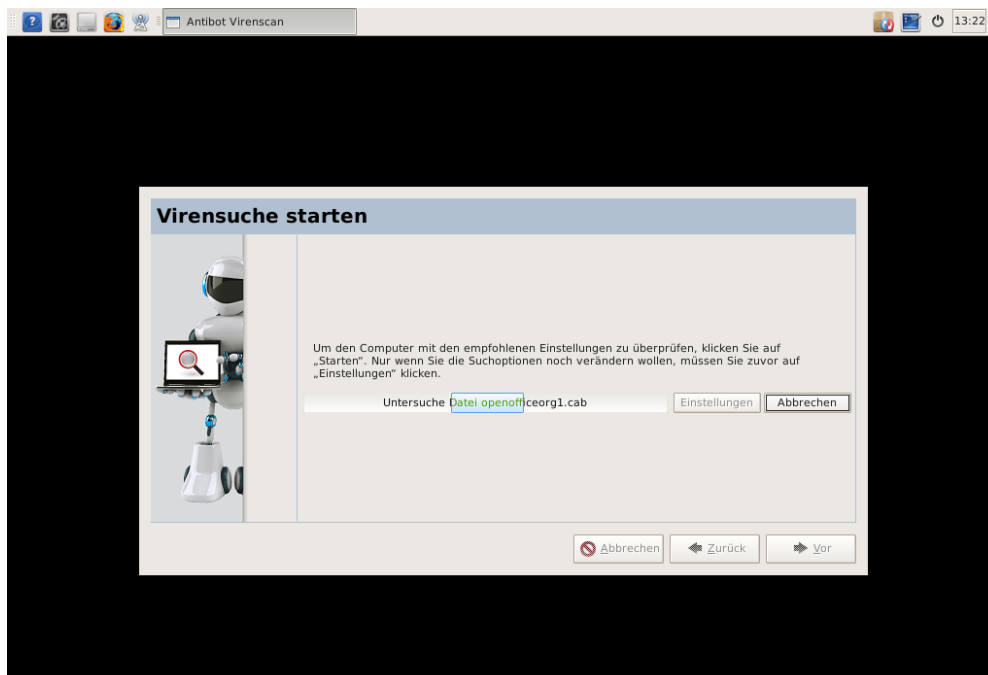 Antibot Virenscan
13:22
Virensuche starten
Um den Computer mit den empfohlenen Einstellungen zu überprüfen, klicken Sie auf
„Starten“. Nur wenn Sie die Suchoptionen noch verändern wollen, müssen Sie zuvor auf
„Einstellungen“ klicken.
Untersuche Datei openofficeorg1.cab
Einstellungen
Abbrechen
Abbrechen
Zurück
Vor